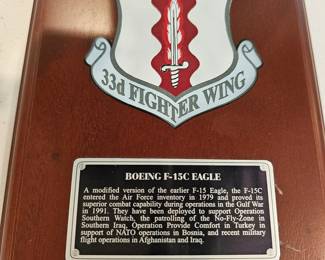 33d FIGHTER WING
BOEING F-15C EAGLE
A modified version of the earlier F-15 Eagle, the F-15C
entered the Air Force inventory in 1979 and proved its
superior combat capability during operations in the Gulf War
in 1991. They have been deployed to support Operation
Southern Watch, the patrolling of the No-Fly-Zone in
Southern Iraq, Operation Provide Comfort in Turkey in
support of NATO operations in Bosnia, and recent military
flight operations in Afghanistan and Iraq.